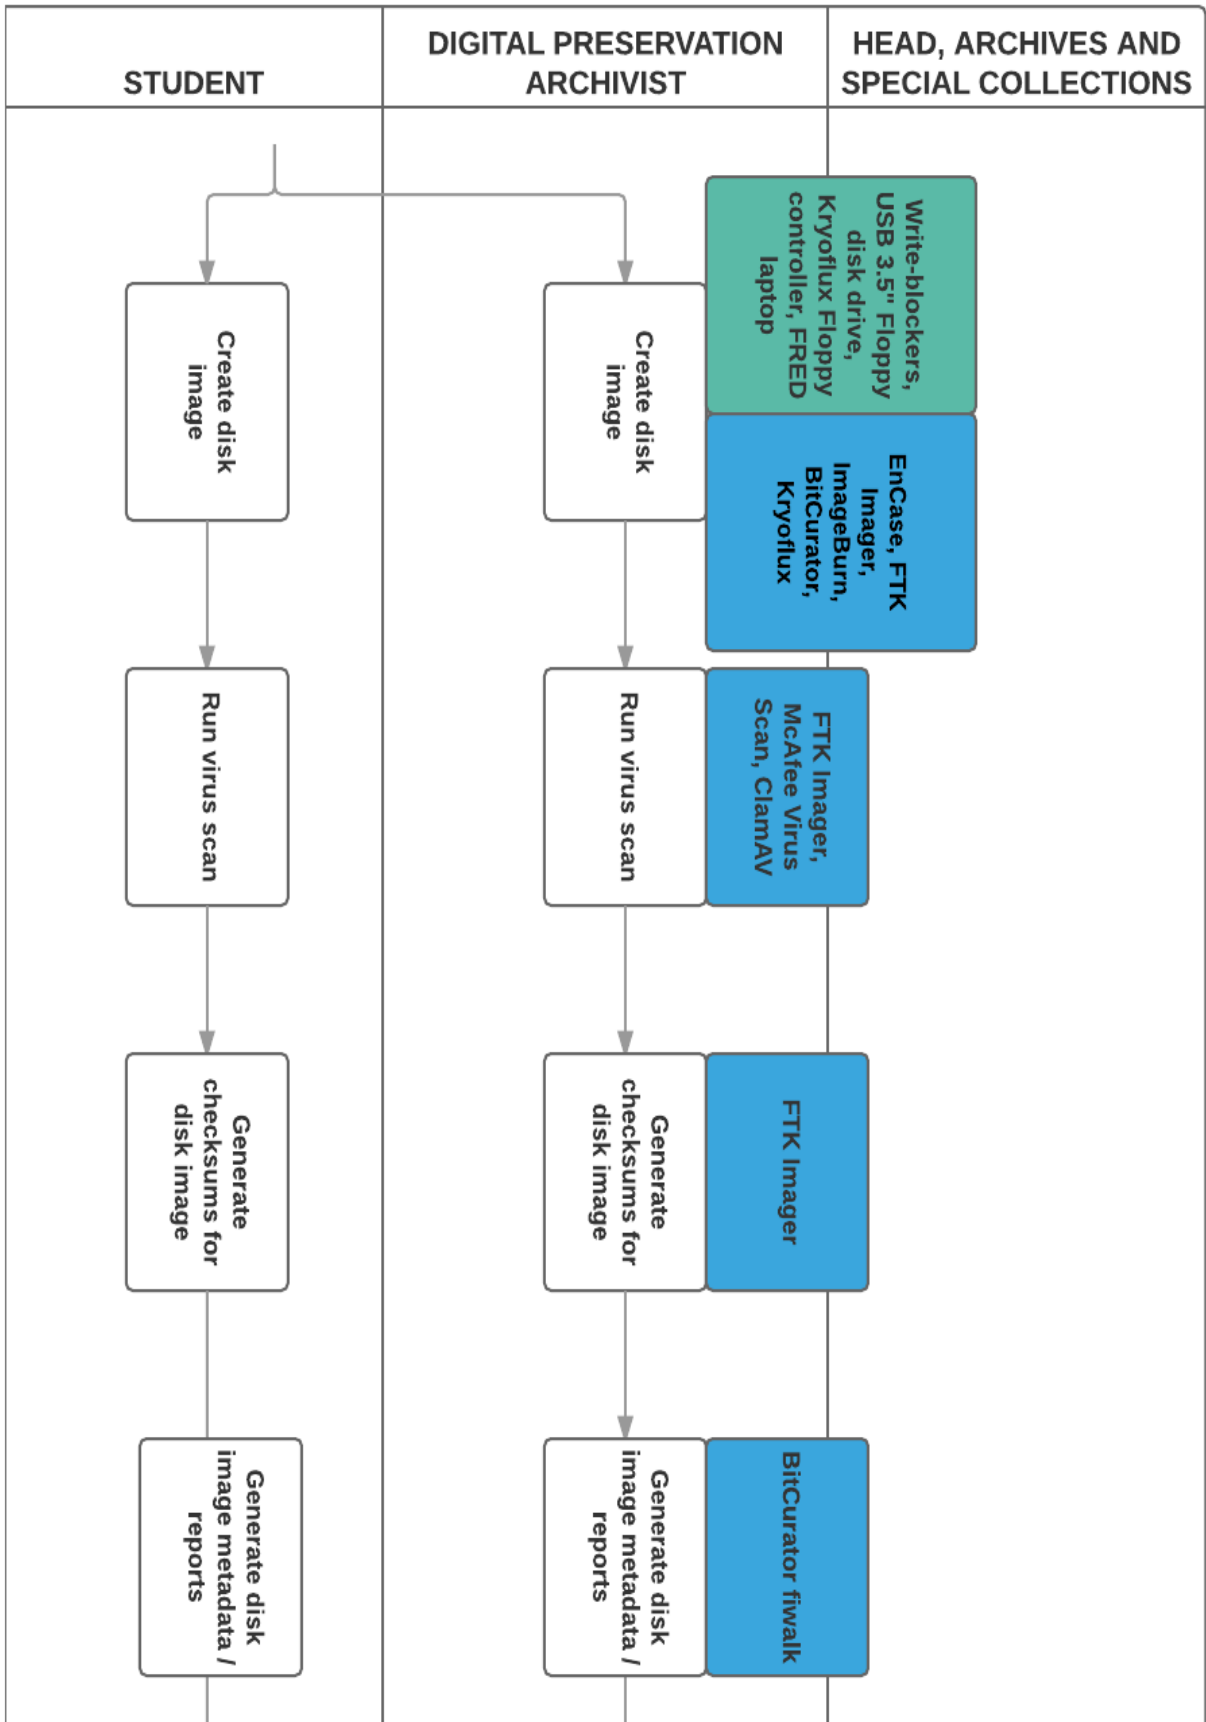 STUDENT
DIGITAL PRESERVATION
ARCHIVIST
HEAD, ARCHIVES AND
SPECIAL COLLECTIONS
Create disk
image
Create disk
image
Write-blockers,
USB 3.5" Floppy
disk drive,
Kryoflux Floppy
controller, FRED
laptop
EnCase, FTK
Imager,
ImageBurn,
BitCurator,
Kryoflux
Run virus scan
Run virus scan
FTK Imager,
McAfee Virus
Scan, ClamAV
Generate
checksums for
disk image
Generate
checksums for
disk image
FTK Imager
Generate disk
image metadata /
reports
Generate disk
image metadata /
reports
BitCurator fiwalk